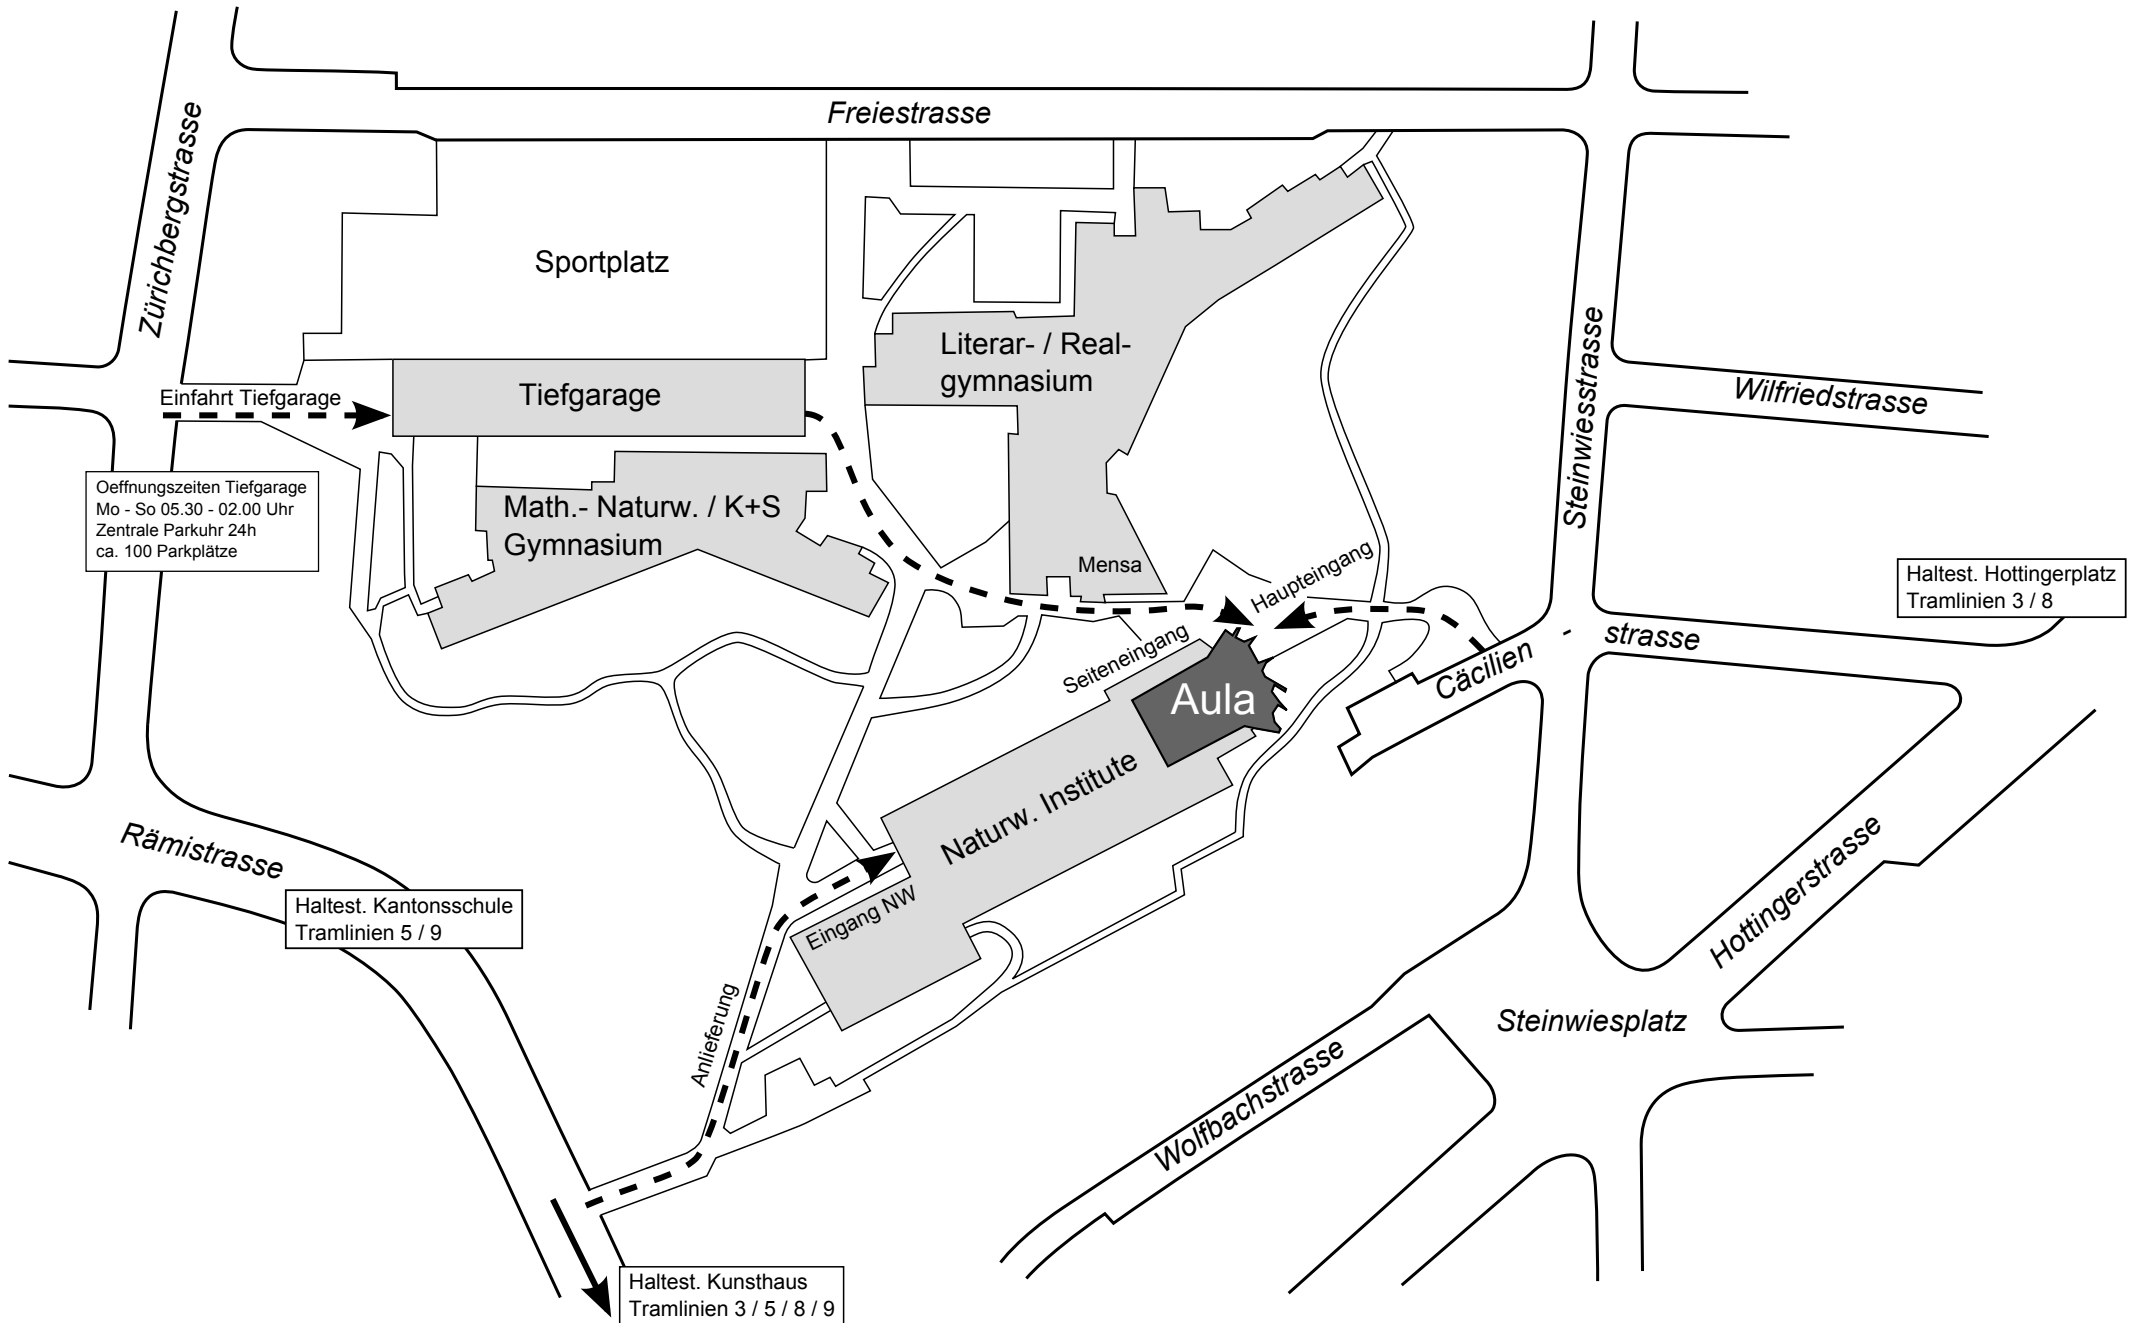 Freiestrasse
Zürichbergstrasse
Sportplatz
Literar- / Real-
gymnasium
Einfahrt Tiefgarage
Tiefgarage
Wilfriedstrasse
Steinwiesstrasse
Oeffnungszeiten Tiefgarage
Mo - So 05.30 - 02.00 Uhr
Zentrale Parkuhr 24h
ca. 100 Parkplätze
Math.- Naturw. / K+S
Gymnasium
Mensa
Haupteingang
Haltest. Hottingerplatz
Tramlinien 3 / 8
Seiteneingang
Cäcilien - strasse
Aula
Naturw. Institute
Rämistrasse
Haltest. Kantonsschule
Tramlinien 5 / 9
Eingang NW
Hottingerstrasse
Anlieferung
Steinwiesplatz
Wolfbachstrasse
Haltest. Kunsthaus
Tramlinien 3 / 5 / 8 / 9